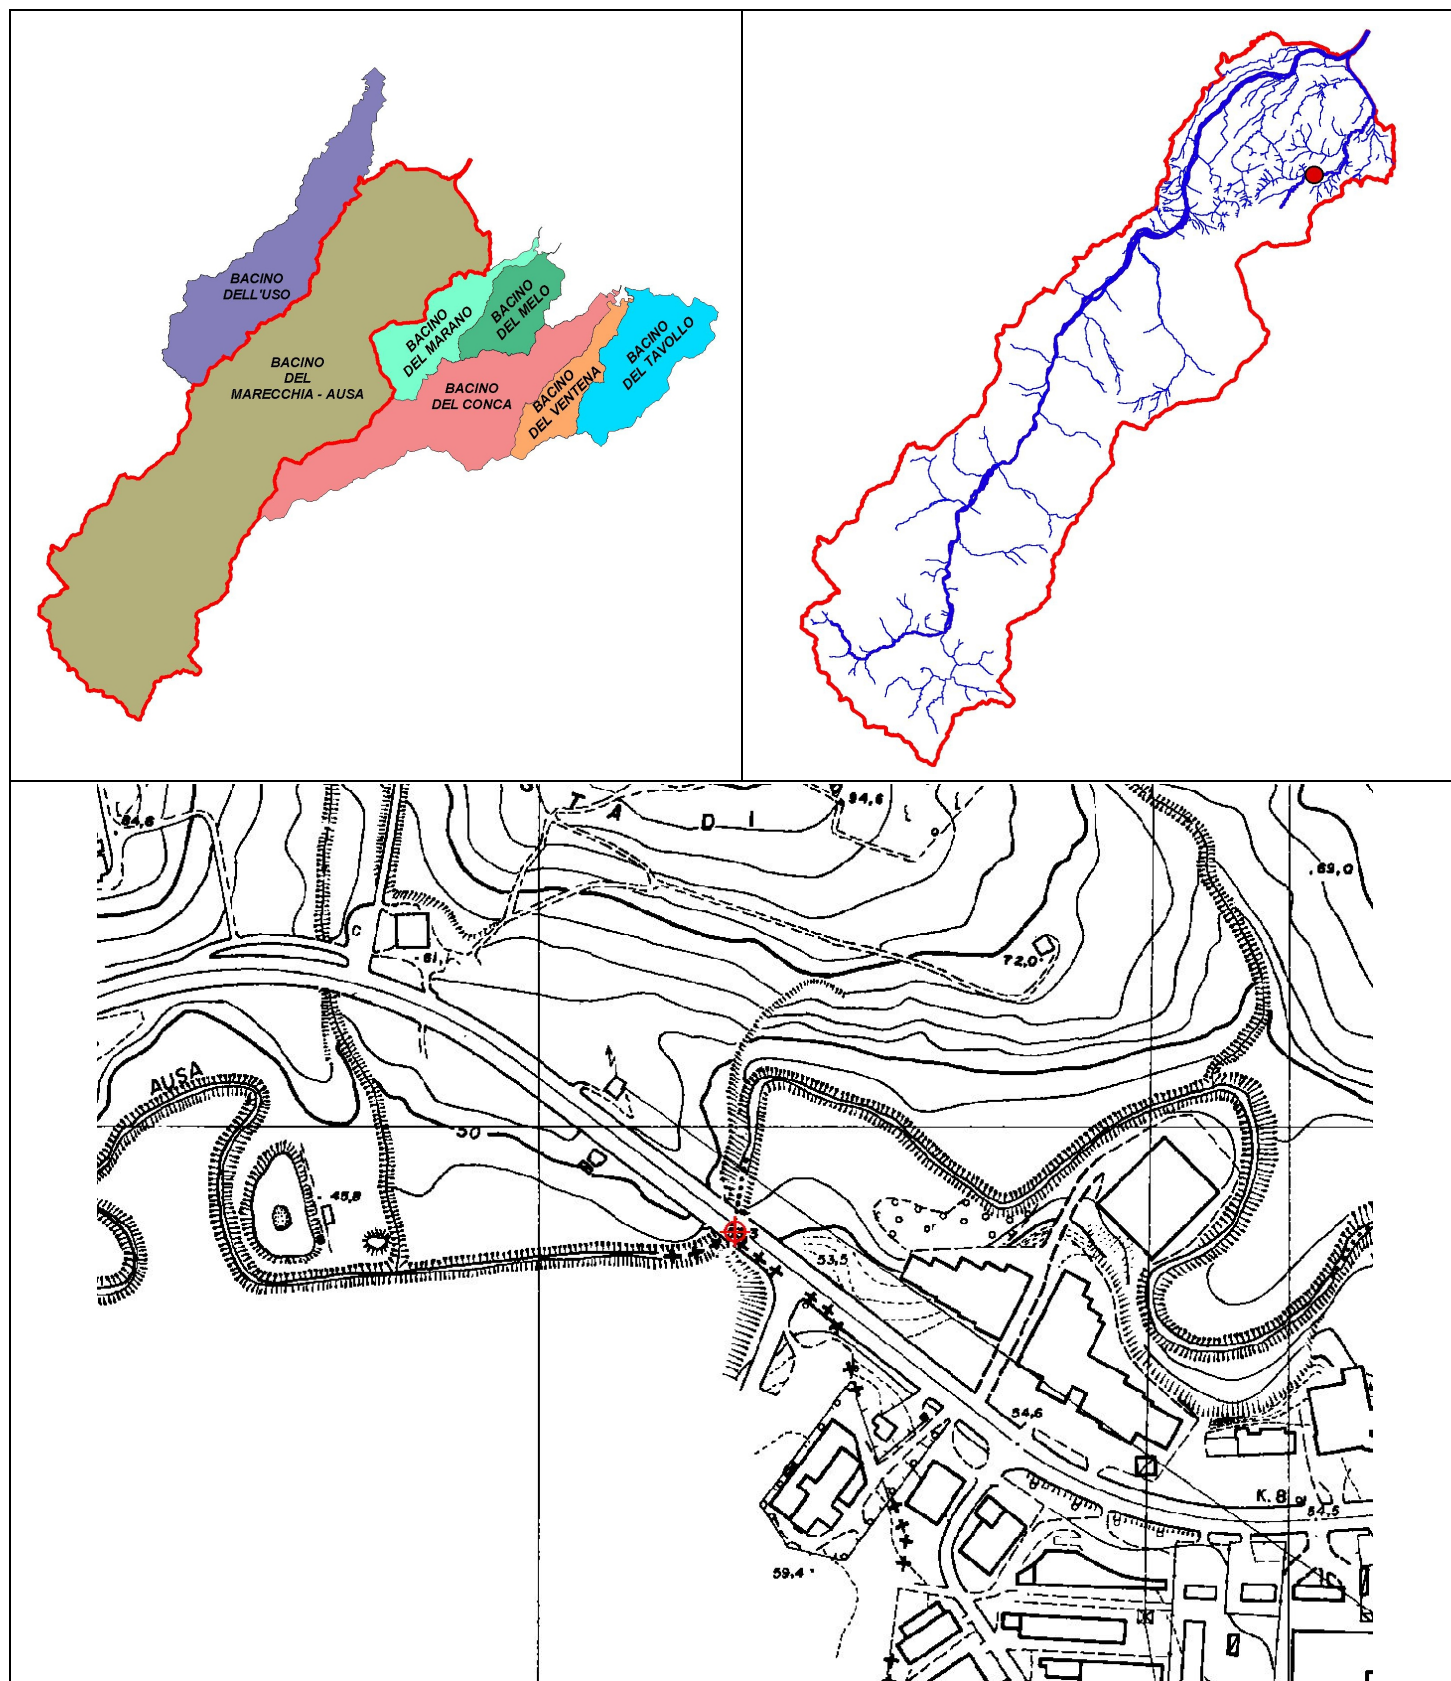 BACINO
DELL'USO
BACINO
DEL
MARECCHIA - AUSA
BACINO
DEL MARANO
BACINO
DEL MELO
BACINO
DEL CONCA
BACINO
DEL VENTENA
BACINO
DEL TAVOLLO
T A D I
94,6
84,6
69,0
C
61,1
72,0
AUSA
50
45,8
53,5
54,6
K. 8
54,5
59,4